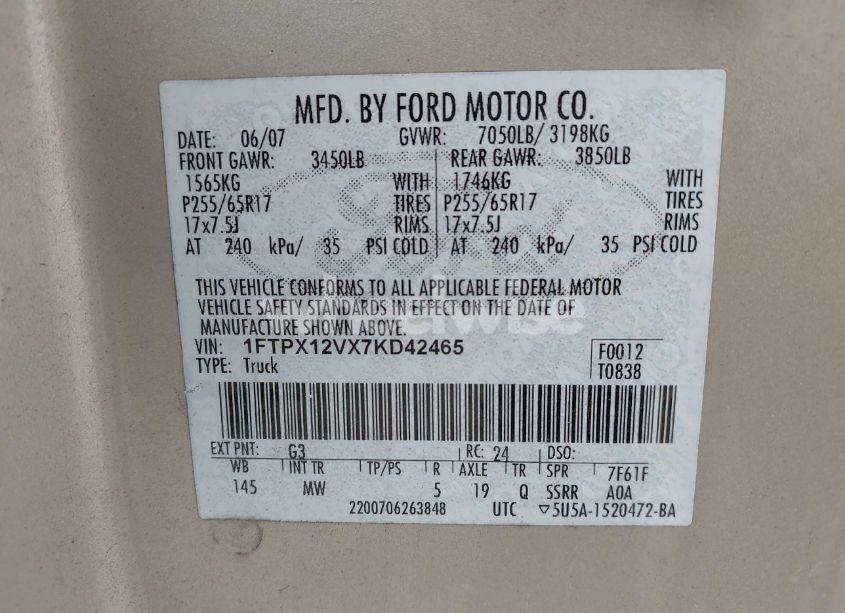 MFD. BY FORD MOTOR CO.
DATE: 06/07 GVWR: 7050LB/ 3198KG
FRONT GAWR: 3450LB REAR GAWR: 3850LB
1565KG WITH 1746KG WITH
P255/65R17 TIRES P255/65R17 TIRES
17x7.5J RIMS 17x7.5J RIMS
AT 240 kPa/ 35 PSI COLD AT 240 kPa/ 35 PSI COLD
THIS VEHICLE CONFORMS TO ALL APPLICABLE FEDERAL MOTOR
VEHICLE SAFETY STANDARDS IN EFFECT ON THE DATE OF
MANUFACTURE SHOWN ABOVE.
VIN: 1FTPX12VX7KD42465 F0012
TYPE: Truck T0838
EXT PNT: G3 RC: 24 DSO:
WB INT TR TP/PS R AXLE TR SPR 7F61F
145 MW 5 19 Q SSRR A0A
2200706263848 UTC ▽5U5A-1520472-BA